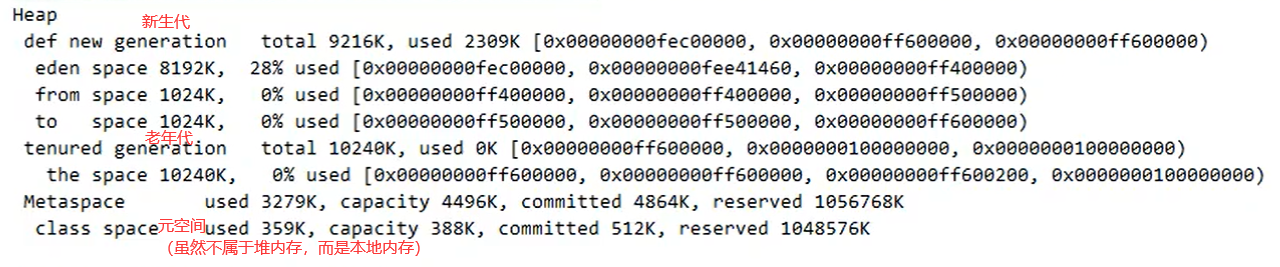 Heap
新生代
def new generation   total 9216K, used 2309K [0x00000000fec00000, 0x00000000ff600000, 0x00000000ff600000)
eden space 8192K,  28% used [0x00000000fec00000, 0x00000000fee41460, 0x00000000ff400000)
from space 1024K,   0% used [0x00000000ff400000, 0x00000000ff400000, 0x00000000ff500000)
to   space 1024K,   0% used [0x00000000ff500000, 0x00000000ff500000, 0x00000000ff600000)
老年代
tenured generation   total 10240K, used 0K [0x00000000ff600000, 0x0000000100000000, 0x0000000100000000)
the space 10240K,   0% used [0x00000000ff600000, 0x00000000ff600000, 0x00000000ff600200, 0x0000000100000000)
Metaspace       used 3279K, capacity 4496K, committed 4864K, reserved 1056768K
元空间
class space    used 359K, capacity 388K, committed 512K, reserved 1048576K
（虽然不属于堆内存，而是本地内存）